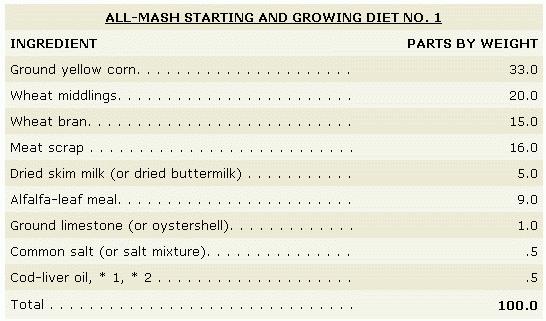 ALL-MASH STARTING AND GROWING DIET NO. 1
INGREDIENT PARTS BY WEIGHT
Ground yellow corn. . . . . . . . . . . . . . . . . . . . . . . 33.0
Wheat middlings. . . . . . . . . . . . . . . . . . . . . . . . . 20.0
Wheat bran. . . . . . . . . . . . . . . . . . . . . . . . . . . . 15.0
Meat scrap . . . . . . . . . . . . . . . . . . . . . . . . . . . . 16.0
Dried skim milk (or dried buttermilk) . . . . . . . . . . . 5.0
Alfalfa-leaf meal. . . . . . . . . . . . . . . . . . . . . . . . . 9.0
Ground limestone (or oystershell). . . . . . . . . . . . . 1.0
Common salt (or salt mixture). . . . . . . . . . . . . . . .5
Cod-liver oil, * 1, * 2 . . . . . . . . . . . . . . . . . . . . . .5
Total . . . . . . . . . . . . . . . . . . . . . . . . . . . . . . . . 100.0